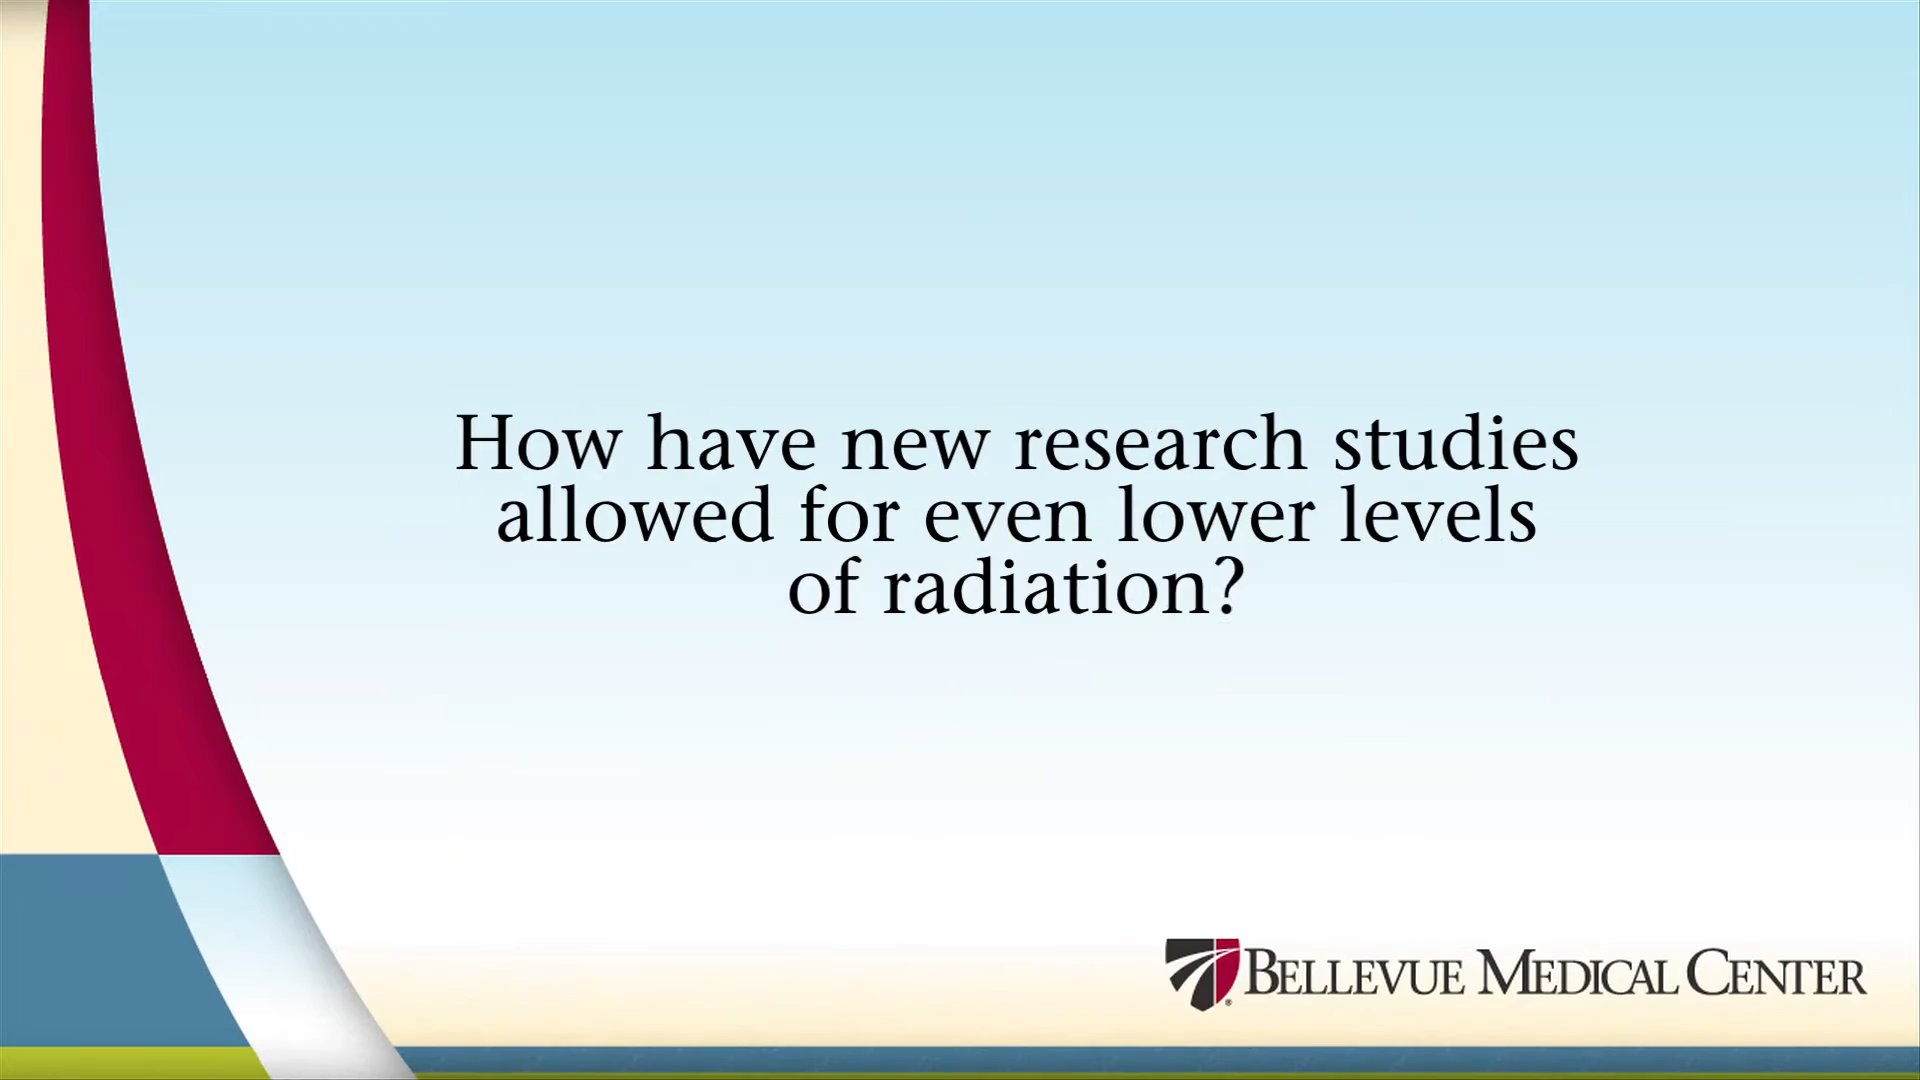 How have new research studies
allowed for even lower levels
of radiation?
BELLEVUE MEDICAL CENTER